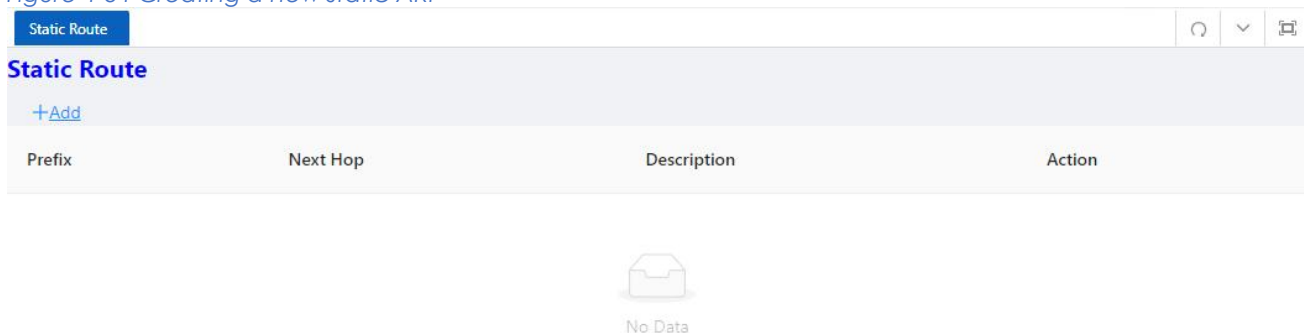 Static Route
Static Route
+Add
Prefix Next Hop Description Action
No Data